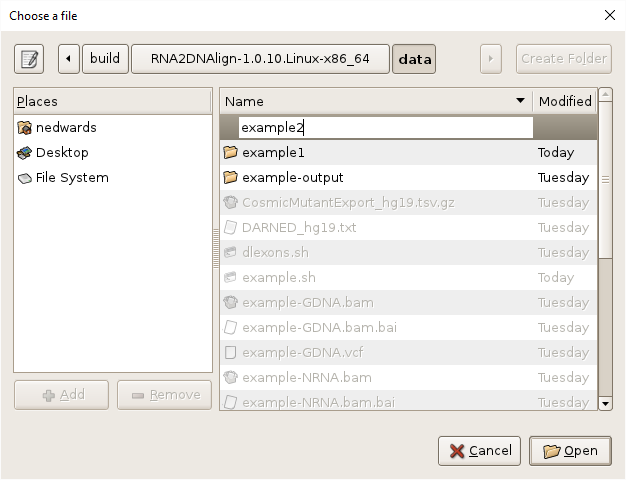 Choose a file
build RNA2DNAlign-1.0.10.Linux-x86_64 data Create Folder
Places
nedwards
Desktop
File System
Add Remove
Name Modified
example2
example1 Today
example-output Tuesday
CosmicMutantExport_hg19.tsv.gz Tuesday
DARNED_hg19.txt Tuesday
dlexons.sh Tuesday
example.sh Today
example-GDNA.bam Tuesday
example-GDNA.bam.bai Tuesday
example-GDNA.vcf Tuesday
example-NRNA.bam Tuesday
example-NRNA.bam.bai Tuesday
Cancel Open